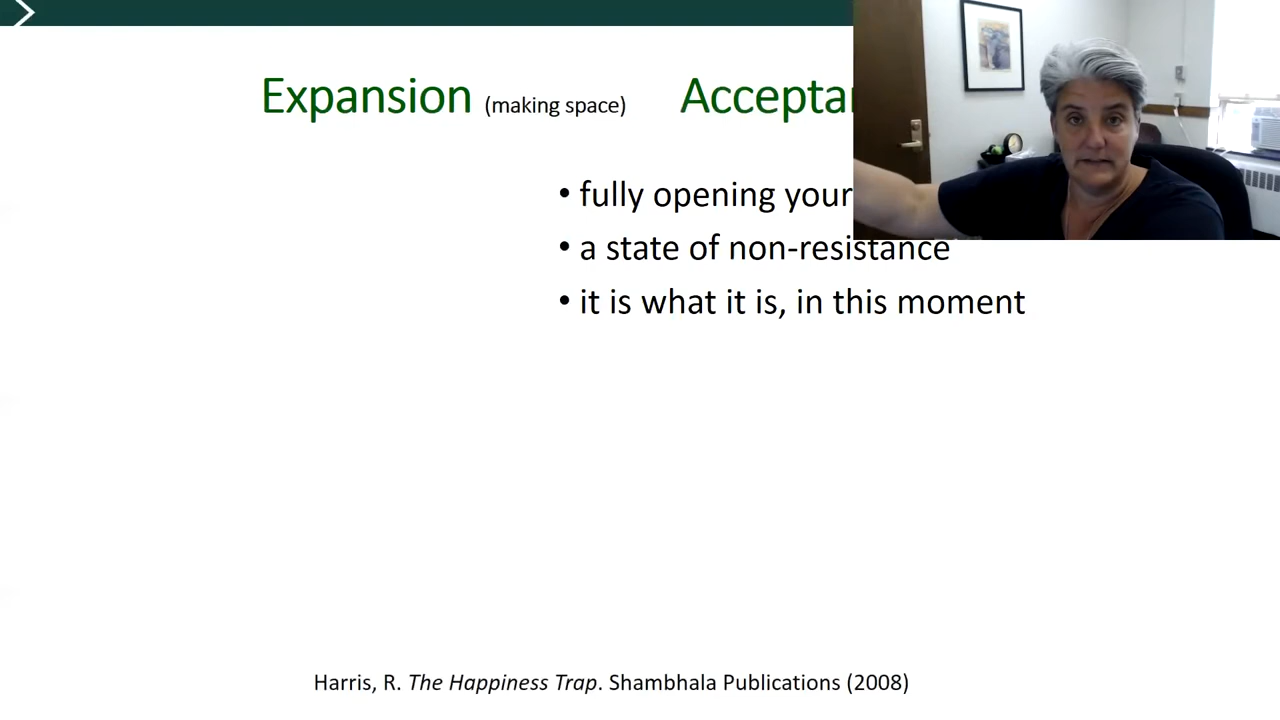 Expansion (making space) Accepta
• fully opening your
• a state of non-resistance
• it is what it is, in this moment
Harris, R. The Happiness Trap. Shambhala Publications (2008)